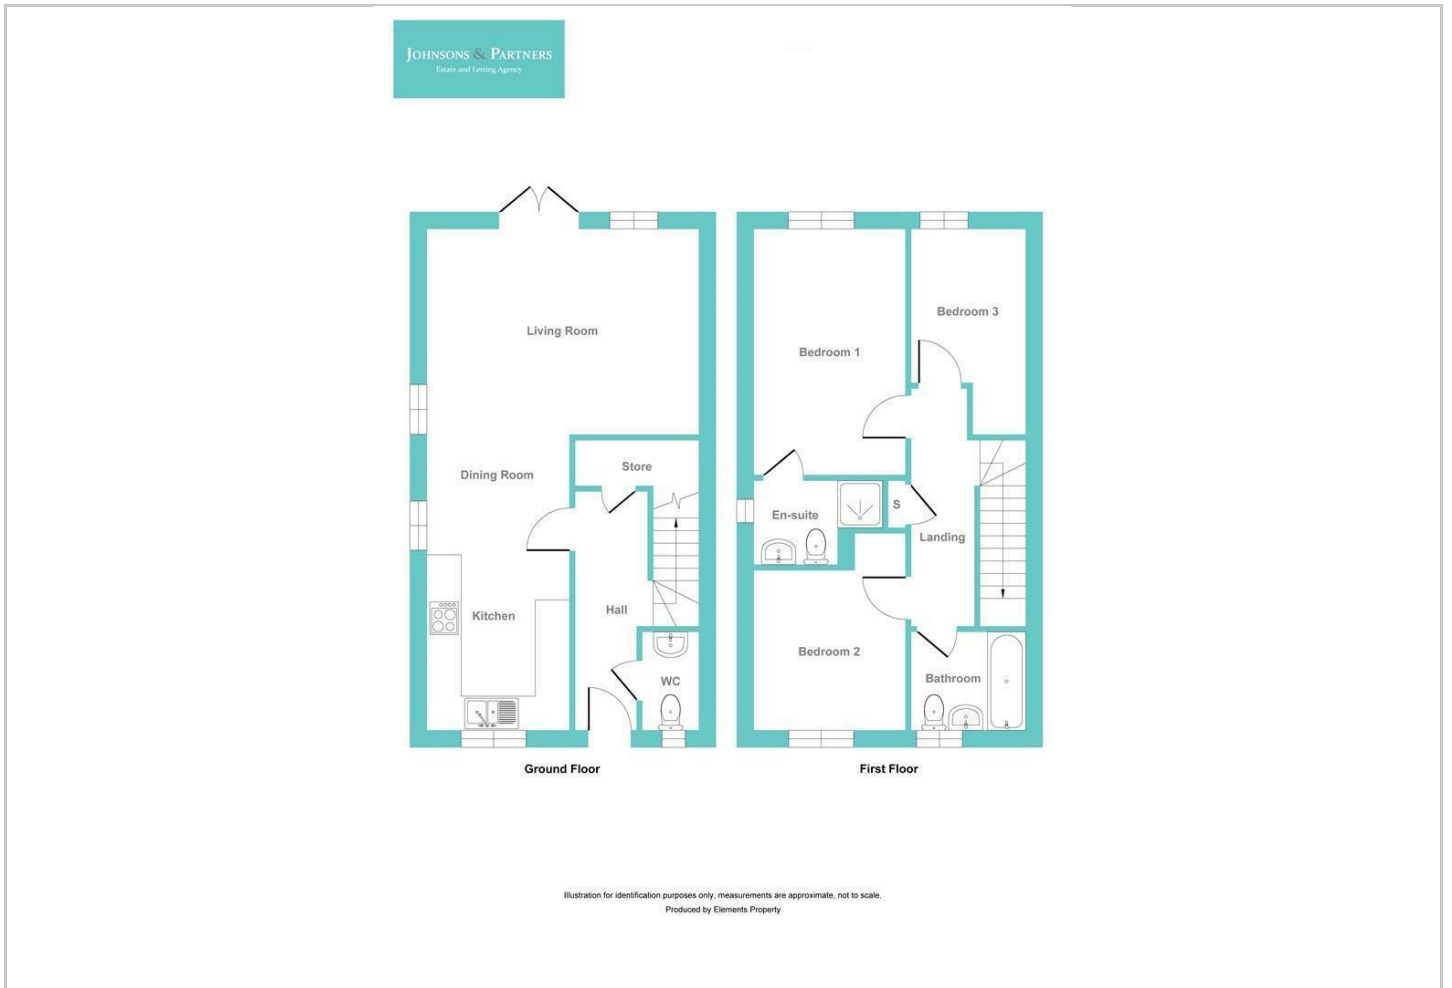 JOHNSONS & PARTNERS
Estate and Letting Agency
Living Room
Dining Room
Store
Kitchen
Hall
WC
Ground Floor
Bedroom 1
Bedroom 3
En-suite
S
Landing
Bedroom 2
Bathroom
First Floor
Illustration for identification purposes only, measurements are approximate, not to scale.
Produced by Elements Property